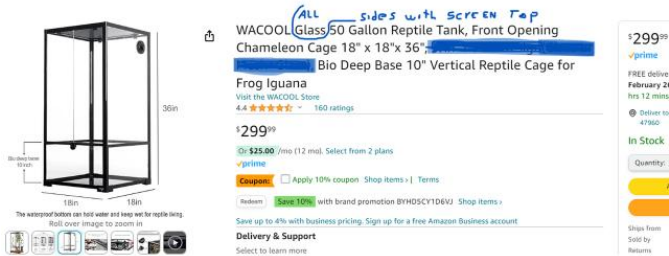 ALL sides with SCREEN TOP
WACOOL Glass 50 Gallon Reptile Tank, Front Opening
Chameleon Cage 18" x 18"x 36",
Bio Deep Base 10" Vertical Reptile Cage for
Frog Iguana
Visit the WACOOL Store
4.4 160 ratings
$299⁹⁹
Or $25.00 /mo (12 mo). Select from 2 plans
prime
Coupon: Apply 10% coupon Shop items › | Terms
Redeem Save 10% with brand promotion BYHDSCY1D6VJ Shop items ›
Save up to 4% with business pricing. Sign up for a free Amazon Business account
Delivery & Support
Select to learn more
36in
Bio deep base
10 inch
18in 18in
The waterproof bottom can hold water and keep wet for reptile living.
Roll over image to zoom in
$299⁹⁹
prime
FREE delive
February 2
hrs 12 mins
Deliver to
47960
In Stock
Quantity:
Ships from
Sold by
Returns